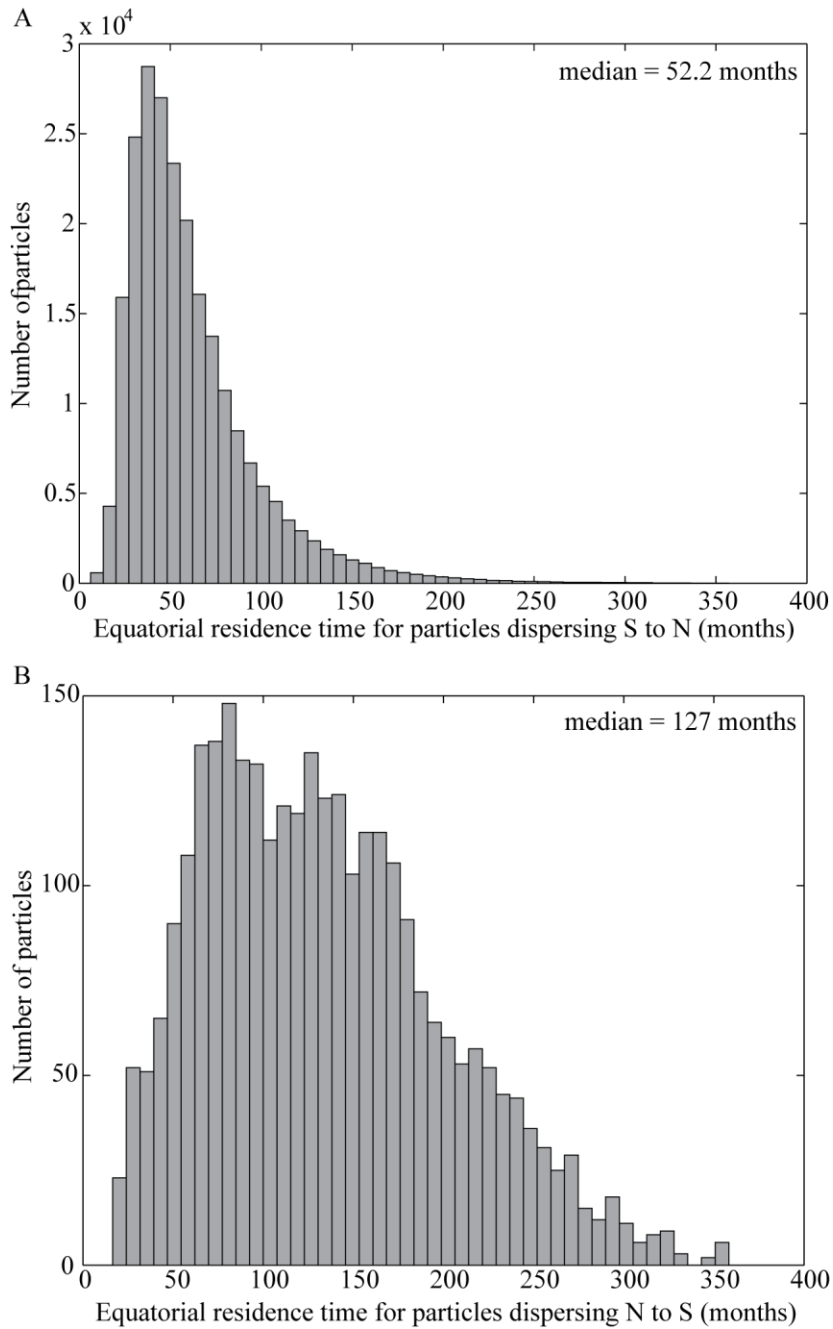 A
x 10⁴
3
median = 52.2 months
2.5
2
1.5
1
0.5
0
Number ofparticles
0 50 100 150 200 250 300 350 400
Equatorial residence time for particles dispersing S to N (months)
B
150
median = 127 months
100
50
0
Number of particles
0 50 100 150 200 250 300 350 400
Equatorial residence time for particles dispersing N to S (months)